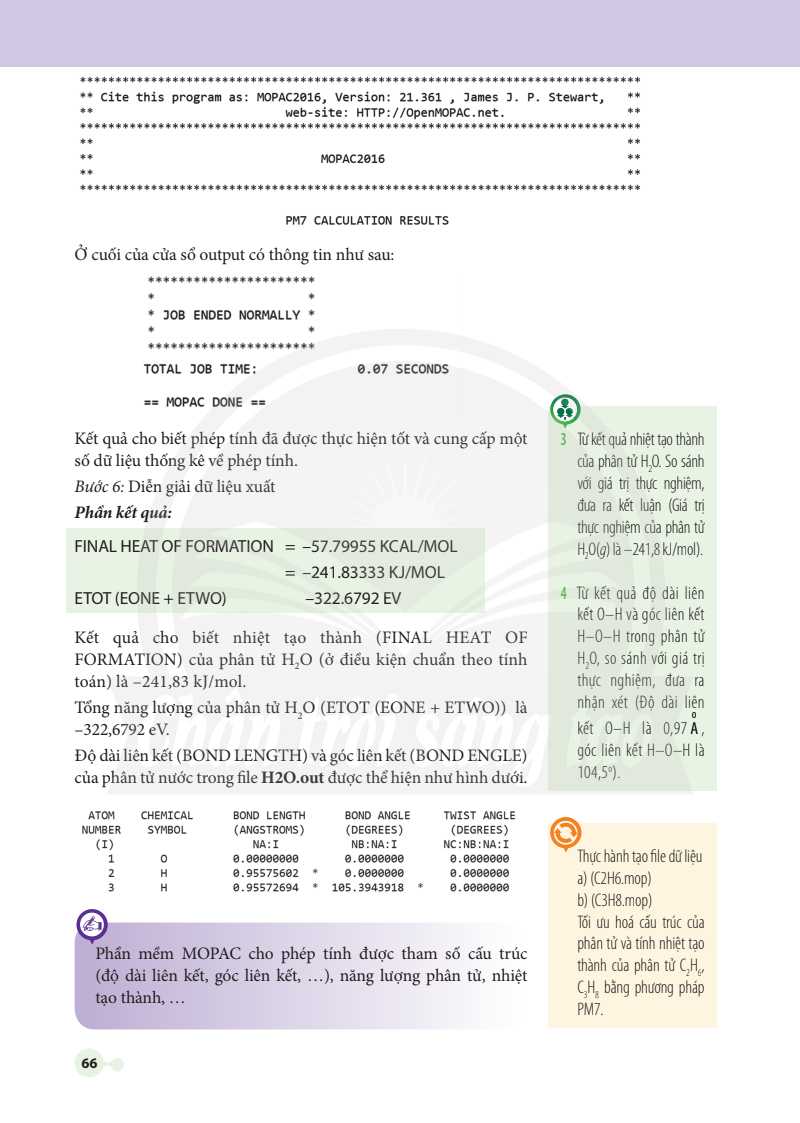 *******************************************************************************
** Cite this program as: MOPAC2016, Version: 21.361 , James J. P. Stewart,   **
**                           web-site: HTTP://OpenMOPAC.net.                 **
*******************************************************************************
**                                                                           **
**                                MOPAC2016                                  **
**                                                                           **
*******************************************************************************
PM7 CALCULATION RESULTS
Ở cuối của cửa sổ output có thông tin như sau:
**********************
*                    *
* JOB ENDED NORMALLY *
*                    *
**********************
TOTAL JOB TIME:             0.07 SECONDS
== MOPAC DONE ==
Kết quả cho biết phép tính đã được thực hiện tốt và cung cấp một
số dữ liệu thống kê về phép tính.
Bước 6: Diễn giải dữ liệu xuất
Phần kết quả:
FINAL HEAT OF FORMATION = –57.79955 KCAL/MOL
= –241.83333 KJ/MOL
ETOT (EONE + ETWO) –322.6792 EV
Kết quả cho biết nhiệt tạo thành (FINAL HEAT OF
FORMATION) của phân tử H2O (ở điều kiện chuẩn theo tính
toán) là –241,83 kJ/mol.
Tổng năng lượng của phân tử H2O (ETOT (EONE + ETWO)) là
–322,6792 eV.
Độ dài liên kết (BOND LENGTH) và góc liên kết (BOND ENGLE)
của phân tử nước trong file H2O.out được thể hiện như hình dưới.
ATOM CHEMICAL BOND LENGTH BOND ANGLE TWIST ANGLE
NUMBER SYMBOL (ANGSTROMS) (DEGREES) (DEGREES)
(I) NA:I NB:NA:I NC:NB:NA:I
1 O 0.00000000 0.0000000 0.0000000
2 H 0.95575602 * 0.0000000 0.0000000
3 H 0.95572694 * 105.3943918 * 0.0000000
Phần mềm MOPAC cho phép tính được tham số cấu trúc
(độ dài liên kết, góc liên kết, …), năng lượng phân tử, nhiệt
tạo thành, …
3 Từ kết quả nhiệt tạo thành
của phân tử H2O. So sánh
với giá trị thực nghiệm,
đưa ra kết luận (Giá trị
thực nghiệm của phân tử
H2O(g) là –241,8 kJ/mol).
4 Từ kết quả độ dài liên
kết O–H và góc liên kết
H–O–H trong phân tử
H2O, so sánh với giá trị
thực nghiệm, đưa ra
nhận xét (Độ dài liên
kết O–H là 0,97 Å,
góc liên kết H–O–H là
104,5°).
Thực hành tạo file dữ liệu
a) (C2H6.mop)
b) (C3H8.mop)
Tối ưu hoá cấu trúc của
phân tử và tính nhiệt tạo
thành của phân tử C2H6,
C3H8 bằng phương pháp
PM7.
Chân trời sáng tạo
66